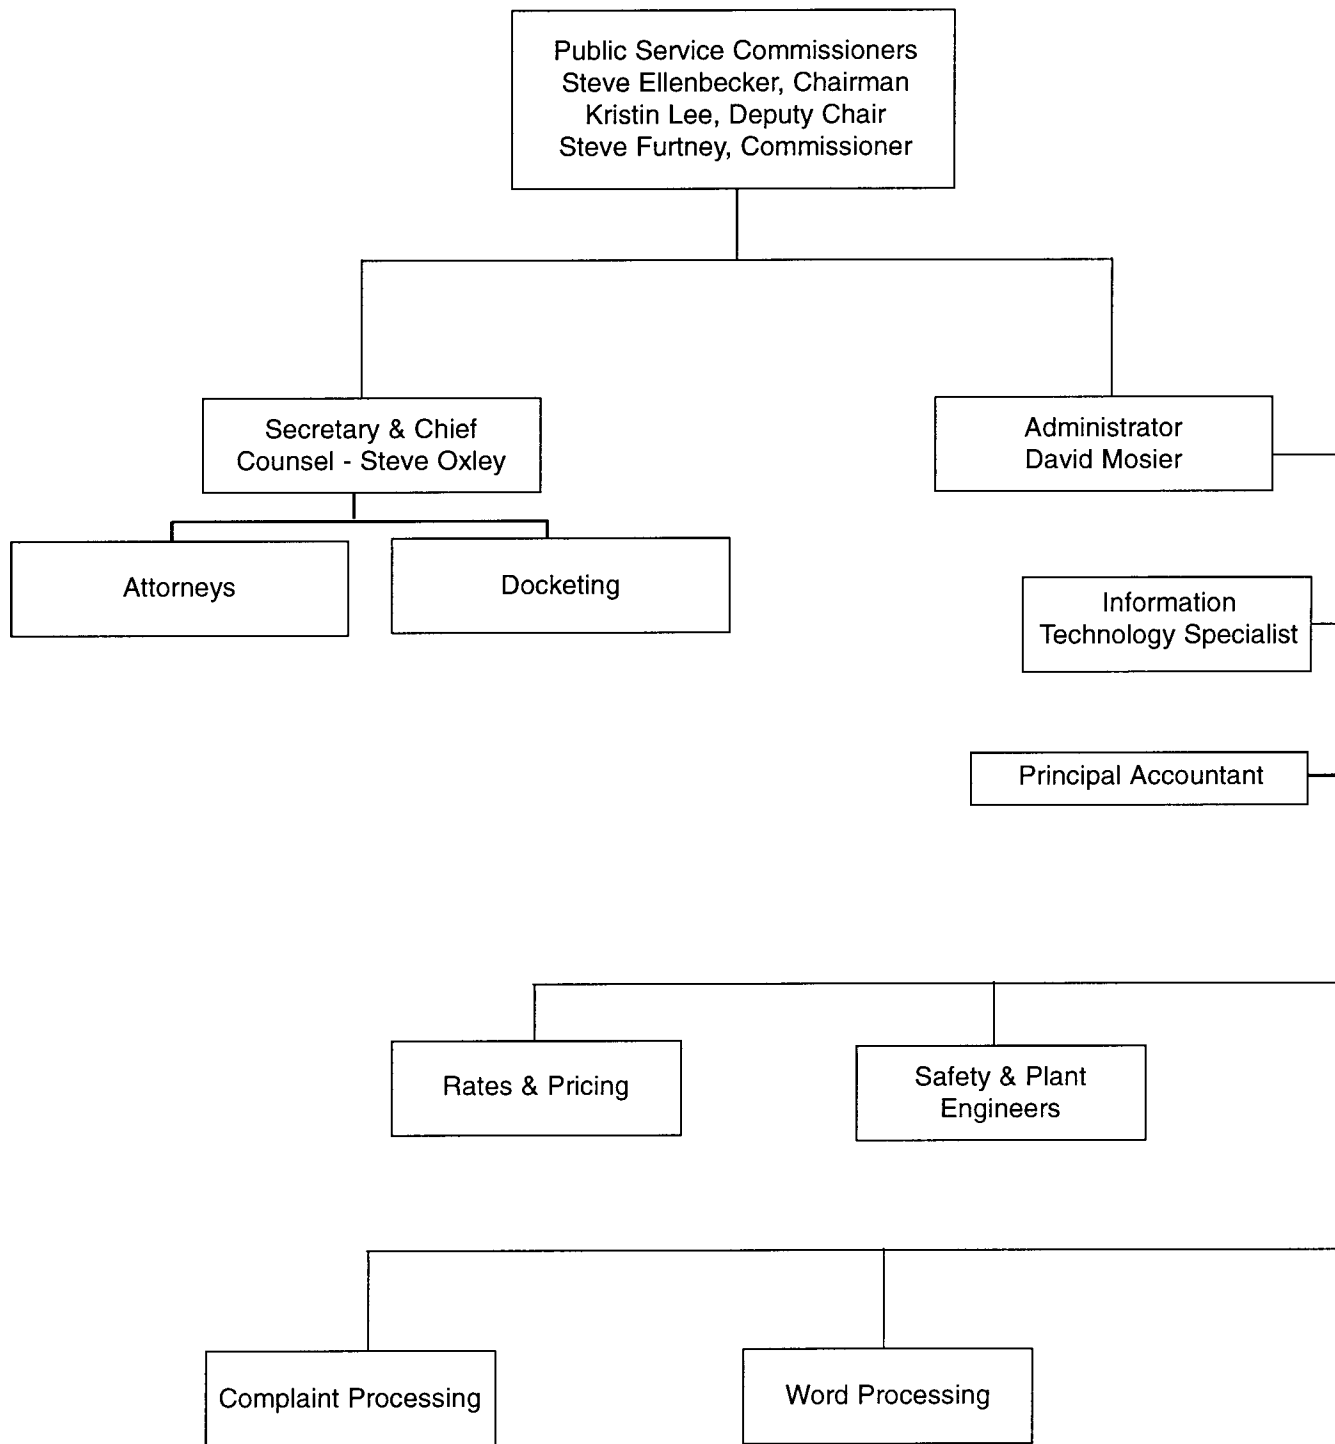 Public Service Commissioners
Steve Ellenbecker, Chairman
Kristin Lee, Deputy Chair
Steve Furtney, Commissioner
Secretary & Chief
Counsel - Steve Oxley
Administrator
David Mosier
Attorneys
Docketing
Information
Technology Specialist
Principal Accountant
Rates & Pricing
Safety & Plant
Engineers
Complaint Processing
Word Processing